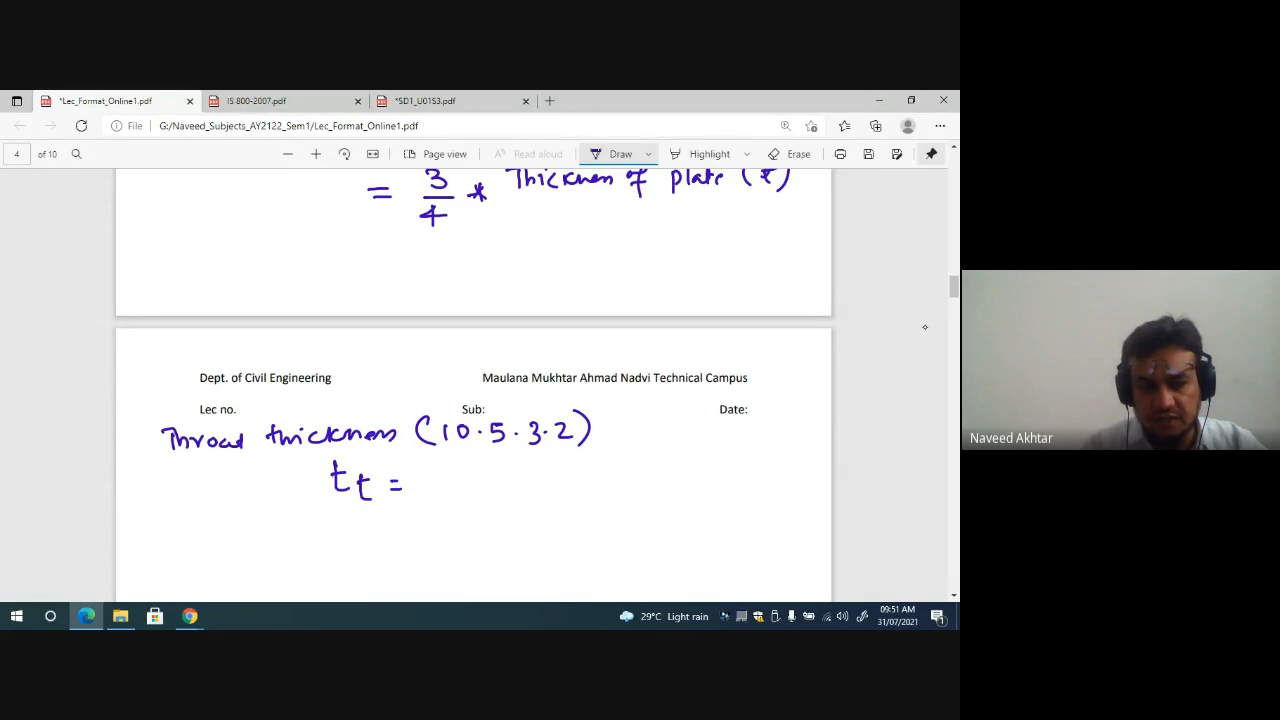 *Lec_Format_Online1.pdf
IS 800-2007.pdf
*SD1_U01S3.pdf
File G:/Naveed_Subjects_AY2122_Sem1/Lec_Format_Online1.pdf
4 of 10 Page view Read aloud Draw Highlight Erase
= 3/4 * Thickness of plate (t)
Dept. of Civil Engineering Maulana Mukhtar Ahmad Nadvi Technical Campus
Lec no. Sub: Date:
Throat thickness (10.5.3.2)
tt =
Naveed Akhtar
29°C Light rain 09:51 AM
31/07/2021
1